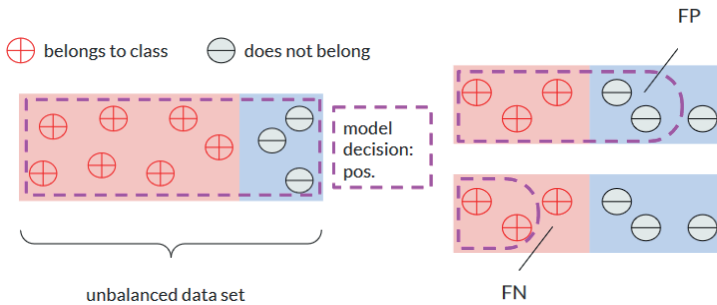 belongs to class
does not belong
FP
model
decision:
pos.
FN
unbalanced data set